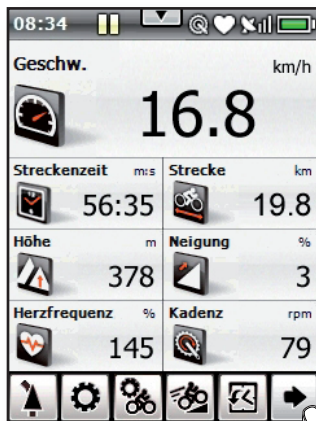 08:34
Geschw. km/h
16.8
Streckenzeit m:s
56:35
Strecke km
19.8
Höhe m
378
Neigung %
3
Herzfrequenz %
145
Kadenz rpm
79